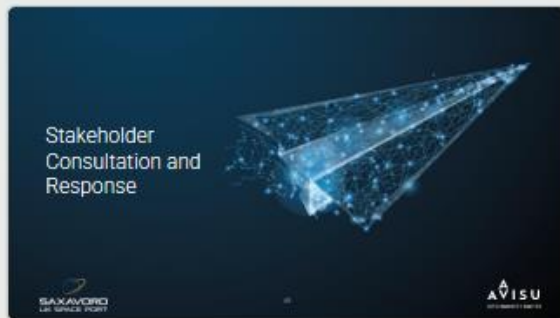 Stakeholder
Consultation and
Response
SAXAVORD
UK SPACE PORT
AVISU